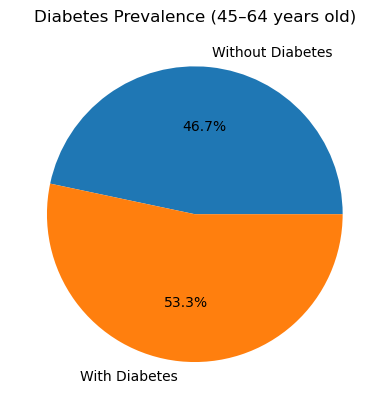 Diabetes Prevalence (45–64 years old)
Without Diabetes
46.7%
53.3%
With Diabetes